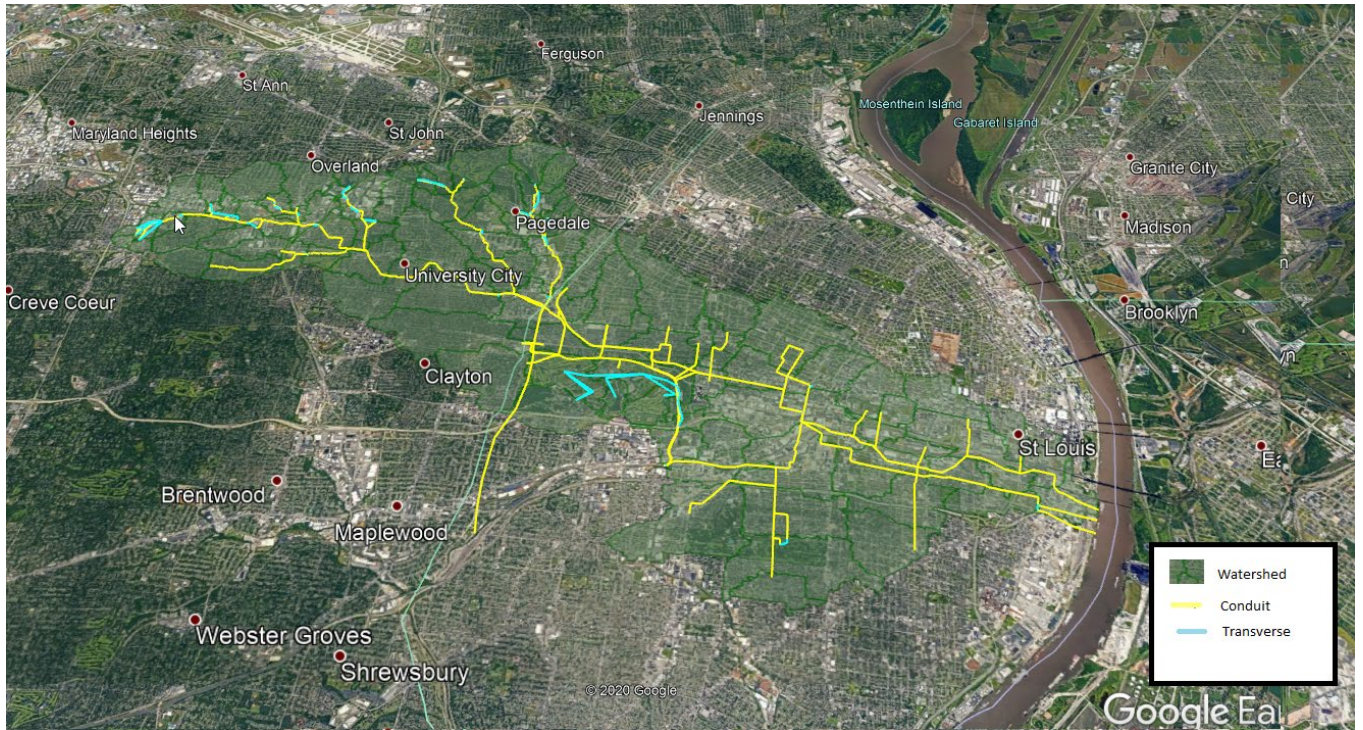 Ferguson
St Ann
Mosenthein Island
Jennings
Gabaret Island
Maryland Heights
St John
Overland
Granite City
City
Pagedale
Madison
University City
Creve Coeur
Brooklyn
Clayton
St Louis
Brentwood
Maplewood
Watershed
Conduit
Transverse
Webster Groves
Shrewsbury
© 2020 Google
Google Ea